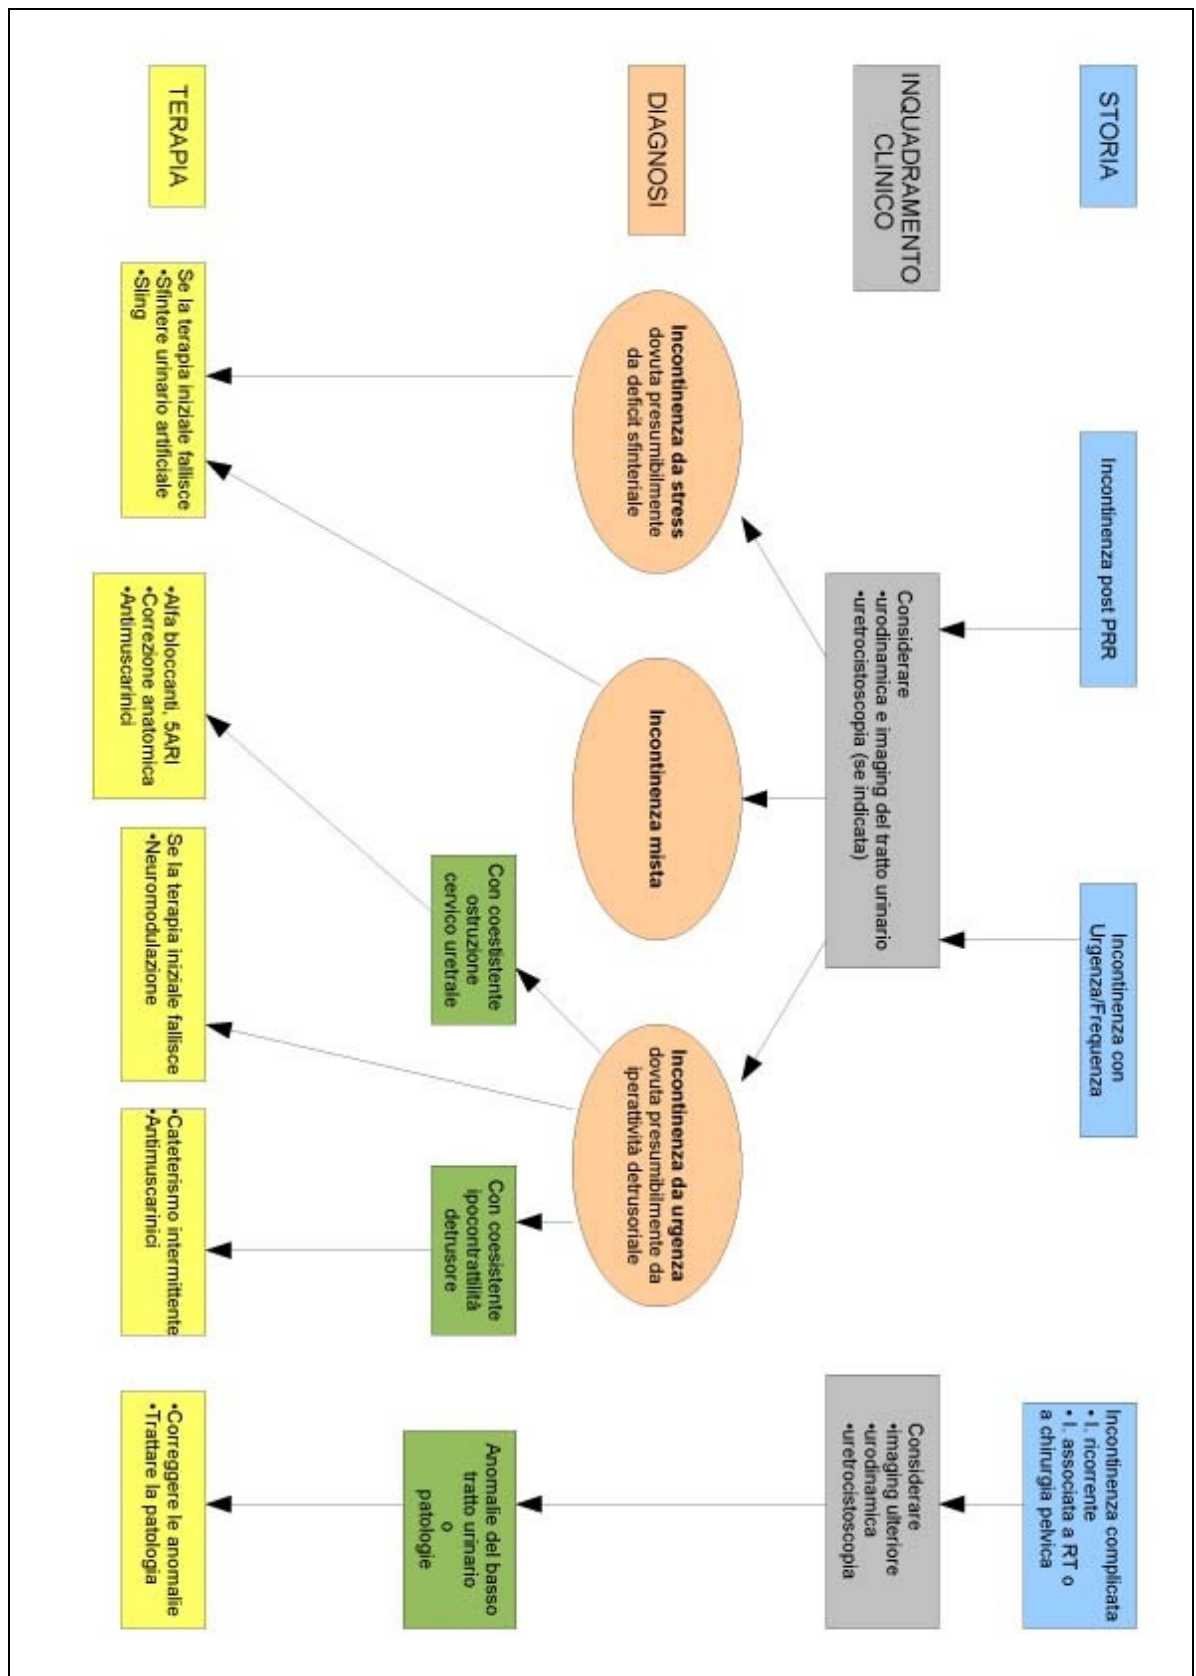 STORIA
Incontinenza post PRR
Incontinenza con
Urgenza/Frequenza
Incontinenza complicata
• I. ricorrente
• I. associata a RT o
a chirurgia pelvica
INQUADRAMENTO
CLINICO
Considerare
•urodinamica e imaging del tratto urinario
•uretrocistoscopia (se indicata)
Considerare
•imaging ulteriore
•urodinamica
•uretrocistoscopia
DIAGNOSI
Incontinenza da stress
dovuta presumibilmente
da deficit sfinteriale
Incontinenza mista
Incontinenza da urgenza
dovuta presumibilmente da
iperattività detrusoriale
Con coestistente
ostruzione
cervico uretrale
Con coesistente
ipocontrattilità
detrusore
Anomalie del basso
tratto urinario
o
patologie
TERAPIA
Se la terapia iniziale fallisce
•Sfintere urinario artificiale
•Sling
•Alfa bloccanti, 5ARI
•Correzione anatomica
•Antimuscarinici
Se la terapia iniziale fallisce
•Neuromodulazione
•Cateterismo intermittente
•Antimuscarinici
•Correggere le anomalie
•Trattare la patologia